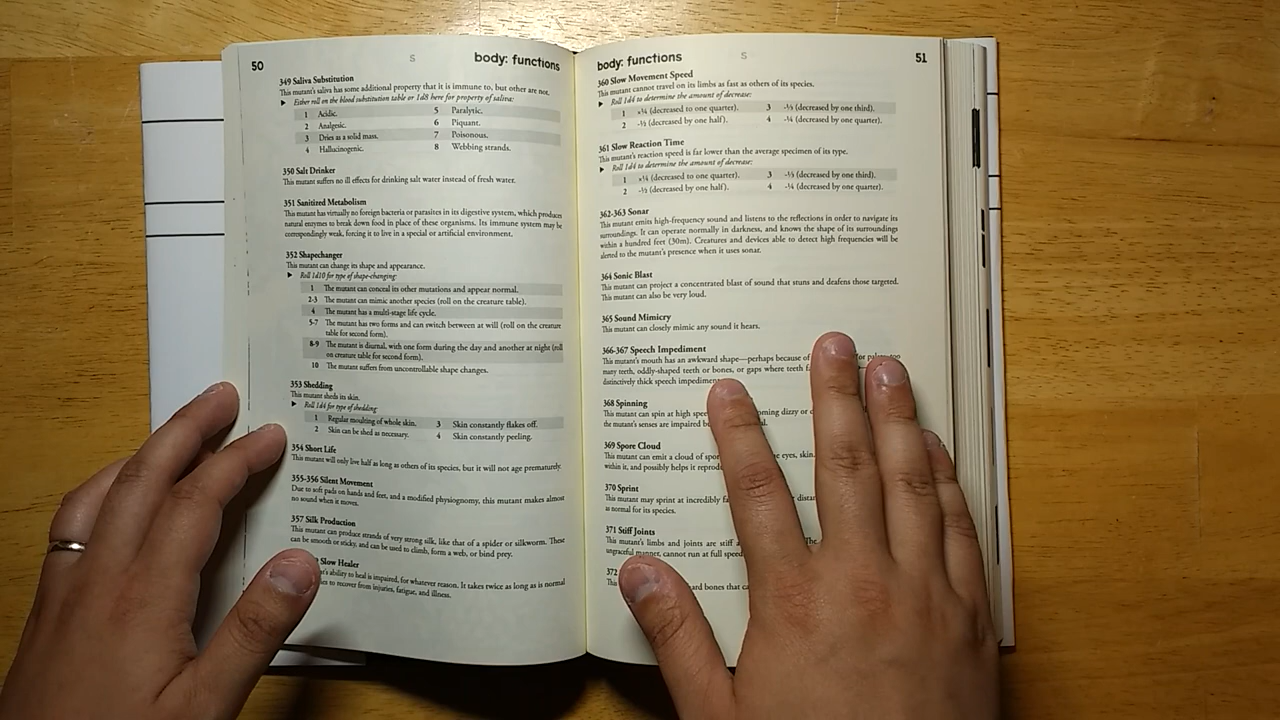 50
S
body: functions
349 Saliva Substitution
This mutant's saliva has some additional property that it is immune to, but other are not.
▶ Either roll on the blood substitution table or 1d8 here for property of saliva:
1 Acidic. 5 Paralytic.
2 Analgesic. 6 Piquant.
3 Dries as a solid mass. 7 Poisonous.
4 Hallucinogenic. 8 Webbing strands.
350 Salt Drinker
This mutant suffers no ill effects for drinking salt water instead of fresh water.
351 Sanitized Metabolism
This mutant has virtually no foreign bacteria or parasites in its digestive system, which produces
natural enzymes to break down food in place of these organisms. Its immune system may be
correspondingly weak, forcing it to live in a special or artificial environment.
352 Shapechanger
This mutant can change its shape and appearance.
▶ Roll 1d10 for type of shape-changing:
1 The mutant can conceal its other mutations and appear normal.
2-3 The mutant can mimic another species (roll on the creature table).
4 The mutant has a multi-stage life cycle.
5-7 The mutant has two forms and can switch between at will (roll on the creature
table for second form).
8-9 The mutant is diurnal, with one form during the day and another at night (roll
on creature table for second form).
10 The mutant suffers from uncontrollable shape changes.
353 Shedding
This mutant sheds its skin.
▶ Roll 1d4 for type of shedding:
1 Regular moulting of whole skin. 3 Skin constantly flakes off.
2 Skin can be shed as necessary. 4 Skin constantly peeling.
354 Short Life
This mutant will only live half as long as others of its species, but it will not age prematurely.
355-356 Silent Movement
Due to soft pads on hands and feet, and a modified physiognomy, this mutant makes almost
no sound when it moves.
357 Silk Production
This mutant can produce strands of very strong silk, like that of a spider or silkworm. These
can be smooth or sticky, and can be used to climb, form a web, or bind prey.
Slow Healer
ability to heal is impaired, for whatever reason. It takes twice as long as is normal
to recover from injuries, fatigue, and illness.
body: functions
S
51
360 Slow Movement Speed
This mutant cannot travel on its limbs as fast as others of its species.
▶ Roll 1d4 to determine the amount of decrease:
1 ×¼ (decreased to one quarter). 3 -⅓ (decreased by one third).
2 -½ (decreased by one half). 4 -¼ (decreased by one quarter).
361 Slow Reaction Time
This mutant's reaction speed is far lower than the average specimen of its type.
▶ Roll 1d4 to determine the amount of decrease:
1 ×¼ (decreased to one quarter). 3 -⅓ (decreased by one third).
2 -½ (decreased by one half). 4 -¼ (decreased by one quarter).
362-363 Sonar
This mutant emits high-frequency sound and listens to the reflections in order to navigate its
surroundings. It can operate normally in darkness, and knows the shape of its surroundings
within a hundred feet (30m). Creatures and devices able to detect high frequencies will be
alerted to the mutant's presence when it uses sonar.
364 Sonic Blast
This mutant can project a concentrated blast of sound that stuns and deafens those targeted.
This mutant can also be very loud.
365 Sound Mimicry
This mutant can closely mimic any sound it hears.
366-367 Speech Impediment
This mutant's mouth has an awkward shape—perhaps because of too
many teeth, oddly-shaped teeth or bones, or gaps where teeth
distinctively thick speech impediment
368 Spinning
This mutant can spin at high dizzy or
the mutant's senses are impaired
369 Spore Cloud
This mutant can emit a cloud of eyes, skin,
within it, and possibly helps it
370 Sprint
This mutant may sprint at incredibly
as normal for its species.
371 Stiff Joints
This mutant's limbs and joints are stiff The
ungraceful manner, cannot run at full
bones that